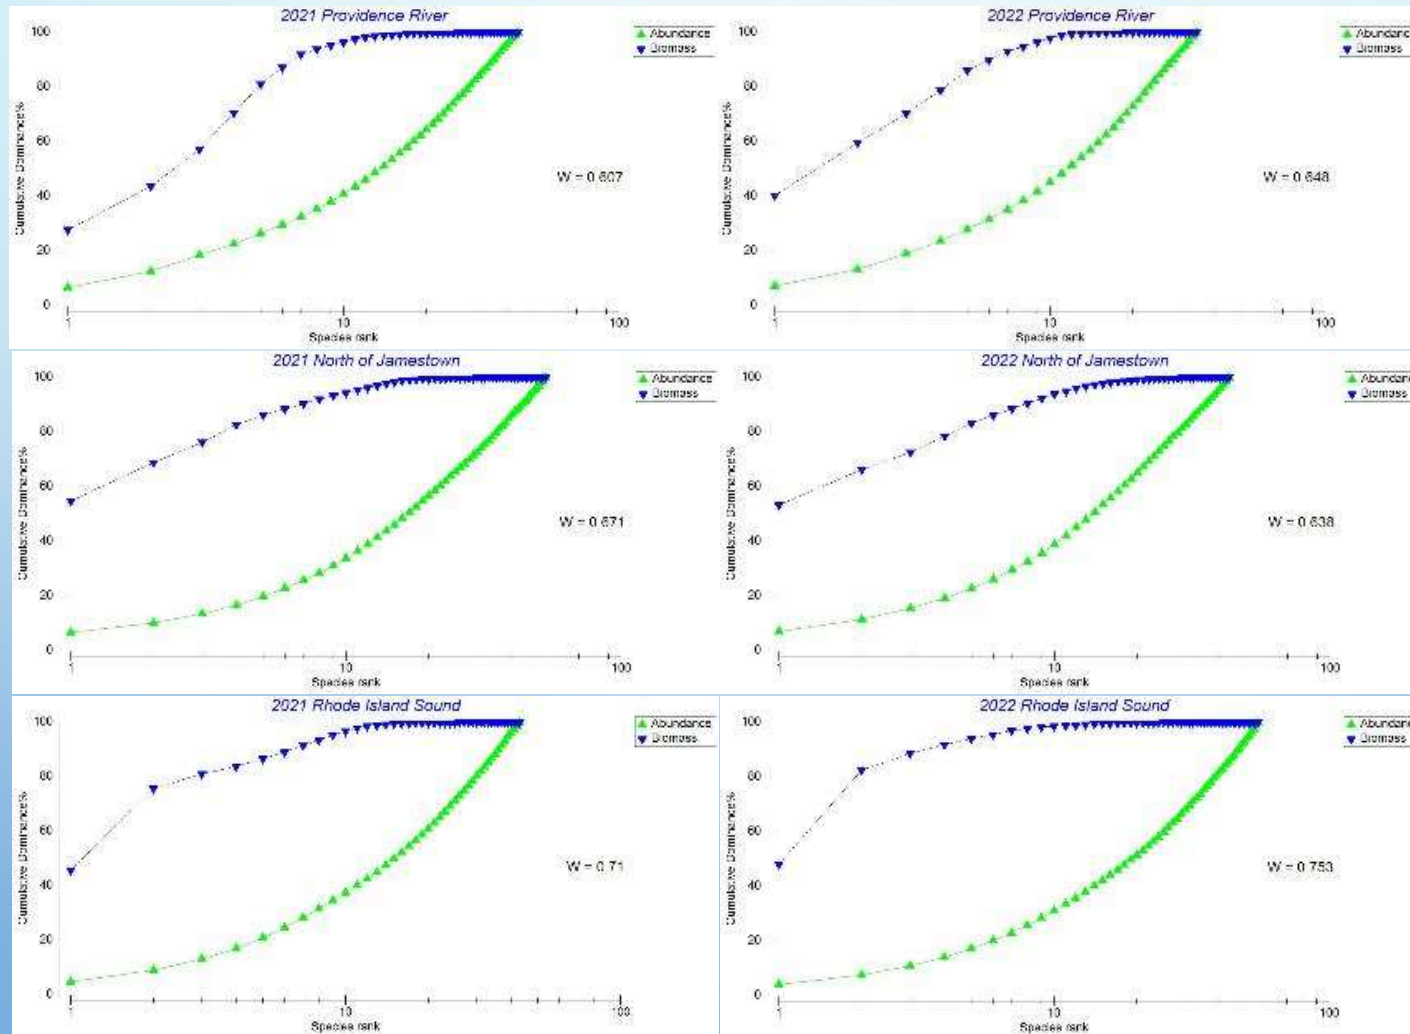 2021 Providence River
Abundance
Biomass
100
80
60
40
20
0
Cumulative Dominance%
W = 0.607
1
10
100
Species rank
2022 Providence River
Abundance
Biomass
100
80
60
40
20
0
Cumulative Dominance%
W = 0.648
1
10
100
Species rank
2021 North of Jamestown
Abundance
Biomass
100
80
60
40
20
0
Cumulative Dominance%
W = 0.671
1
10
100
Species rank
2022 North of Jamestown
Abundance
Biomass
100
80
60
40
20
0
Cumulative Dominance%
W = 0.638
1
10
100
Species rank
2021 Rhode Island Sound
Abundance
Biomass
100
80
60
40
20
0
Cumulative Dominance%
W = 0.71
1
10
100
Species rank
2022 Rhode Island Sound
Abundance
Biomass
100
80
60
40
20
0
Cumulative Dominance%
W = 0.753
1
10
100
Species rank